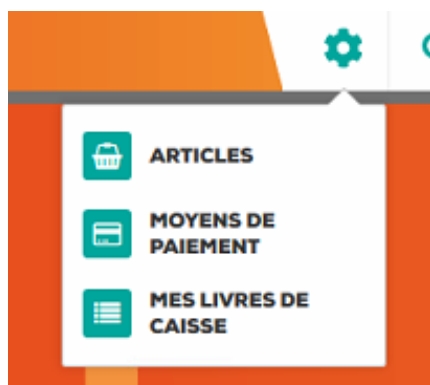 ARTICLES
MOYENS DE
PAIEMENT
MES LIVRES DE
CAISSE